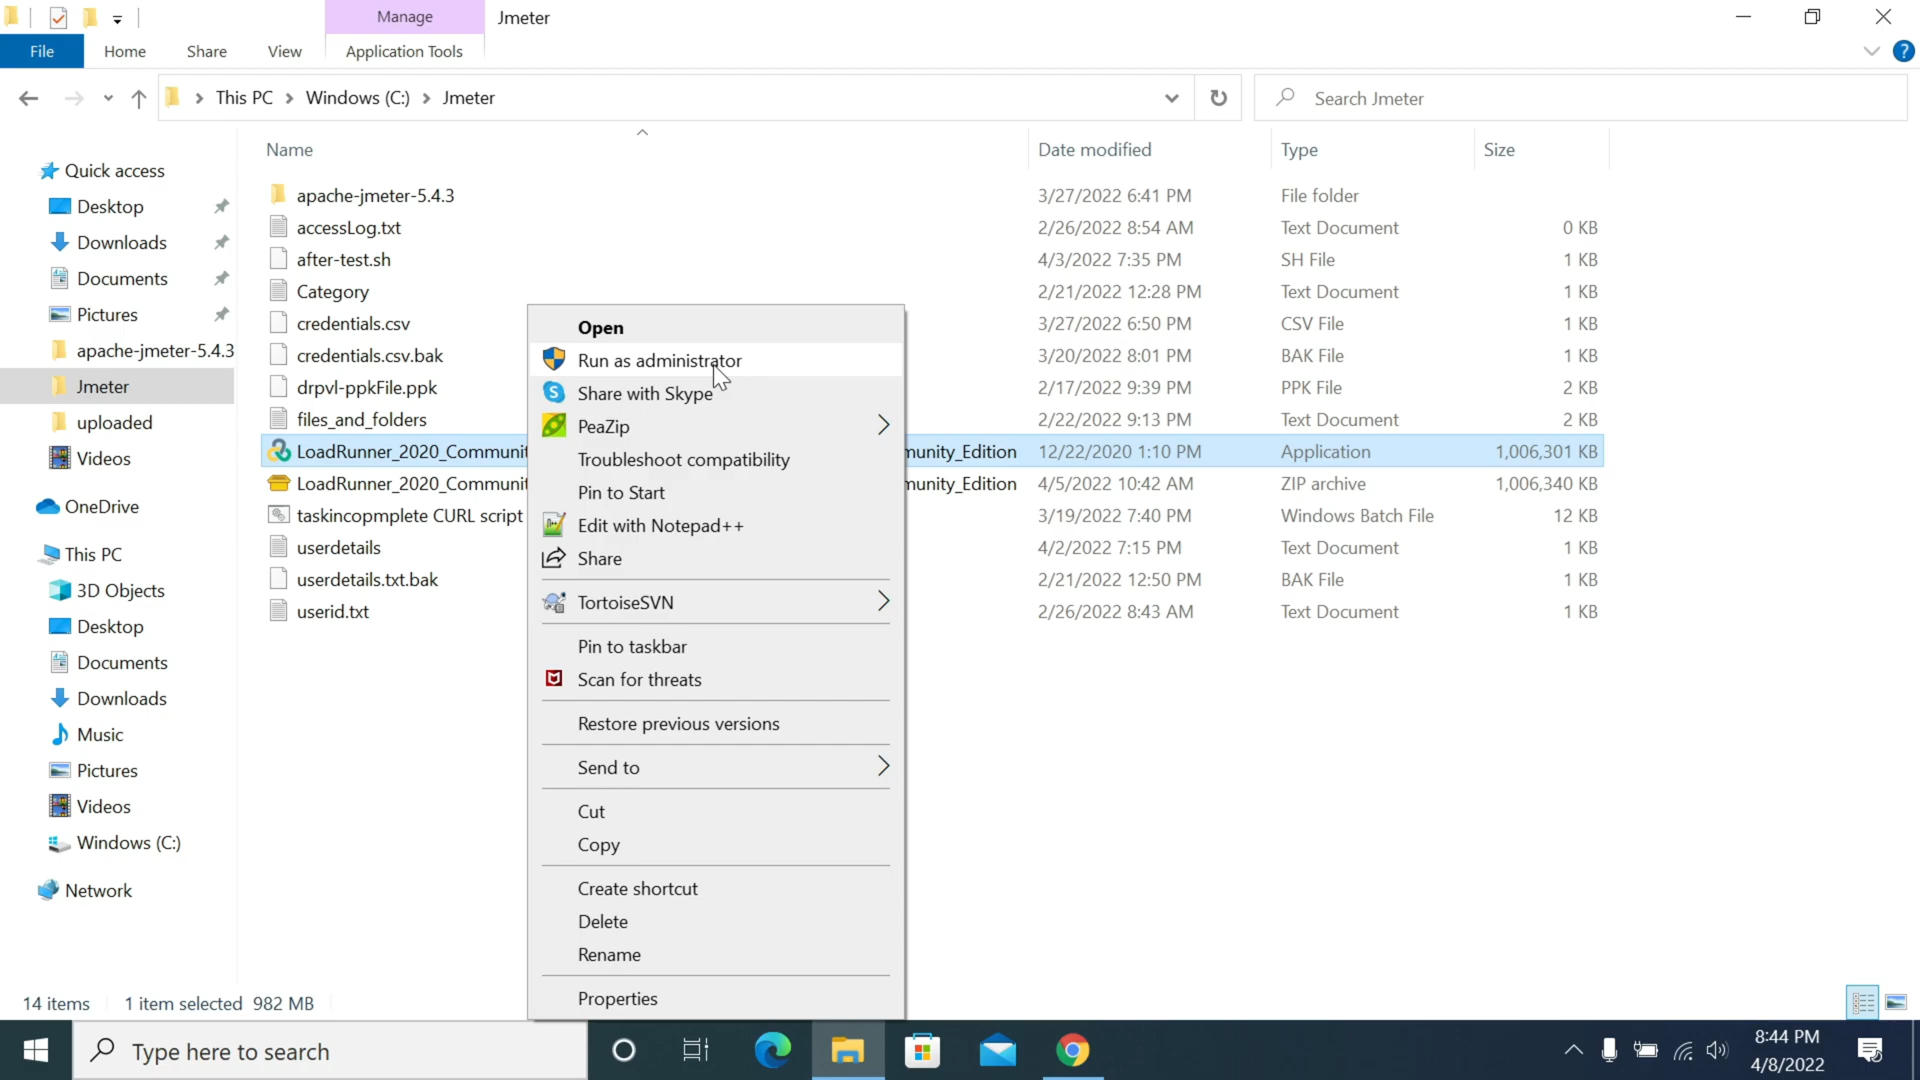 Manage
Jmeter
File
Home
Share
View
Application Tools
?
This PC
Windows (C:)
Jmeter
Search Jmeter
Name
Date modified
Type
Size
Quick access
Desktop
Downloads
Documents
Pictures
apache-jmeter-5.4.3
Jmeter
uploaded
Videos
OneDrive
This PC
3D Objects
Desktop
Documents
Downloads
Music
Pictures
Videos
Windows (C:)
Network
apache-jmeter-5.4.3 3/27/2022 6:41 PM File folder
accessLog.txt 2/26/2022 8:54 AM Text Document 0 KB
after-test.sh 4/3/2022 7:35 PM SH File 1 KB
Category 2/21/2022 12:28 PM Text Document 1 KB
credentials.csv 3/27/2022 6:50 PM CSV File 1 KB
credentials.csv.bak 3/20/2022 8:01 PM BAK File 1 KB
drpvl-ppkFile.ppk 2/17/2022 9:39 PM PPK File 2 KB
files_and_folders 2/22/2022 9:13 PM Text Document 2 KB
LoadRunner_2020_Communit munity_Edition 12/22/2020 1:10 PM Application 1,006,301 KB
LoadRunner_2020_Communit munity_Edition 4/5/2022 10:42 AM ZIP archive 1,006,340 KB
taskincopmplete CURL script 3/19/2022 7:40 PM Windows Batch File 12 KB
userdetails 4/2/2022 7:15 PM Text Document 1 KB
userdetails.txt.bak 2/21/2022 12:50 PM BAK File 1 KB
userid.txt 2/26/2022 8:43 AM Text Document 1 KB
Open
Run as administrator
Share with Skype
PeaZip
Troubleshoot compatibility
Pin to Start
Edit with Notepad++
Share
TortoiseSVN
Pin to taskbar
Scan for threats
Restore previous versions
Send to
Cut
Copy
Create shortcut
Delete
Rename
Properties
14 items 1 item selected 982 MB
Type here to search
8:44 PM
4/8/2022